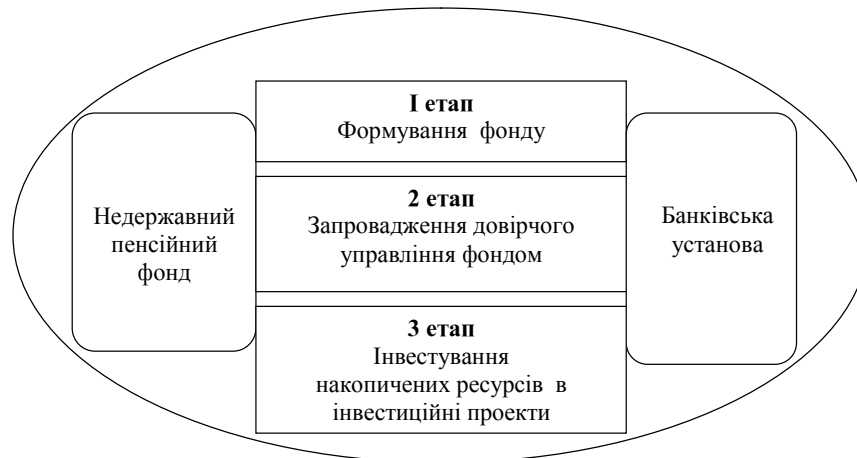 Недержавний
пенсійний
фонд
І етап
Формування фонду
2 етап
Запровадження довірчого
управління фондом
3 етап
Інвестування
накопичених ресурсів в
інвестиційні проекти
Банківська
установа